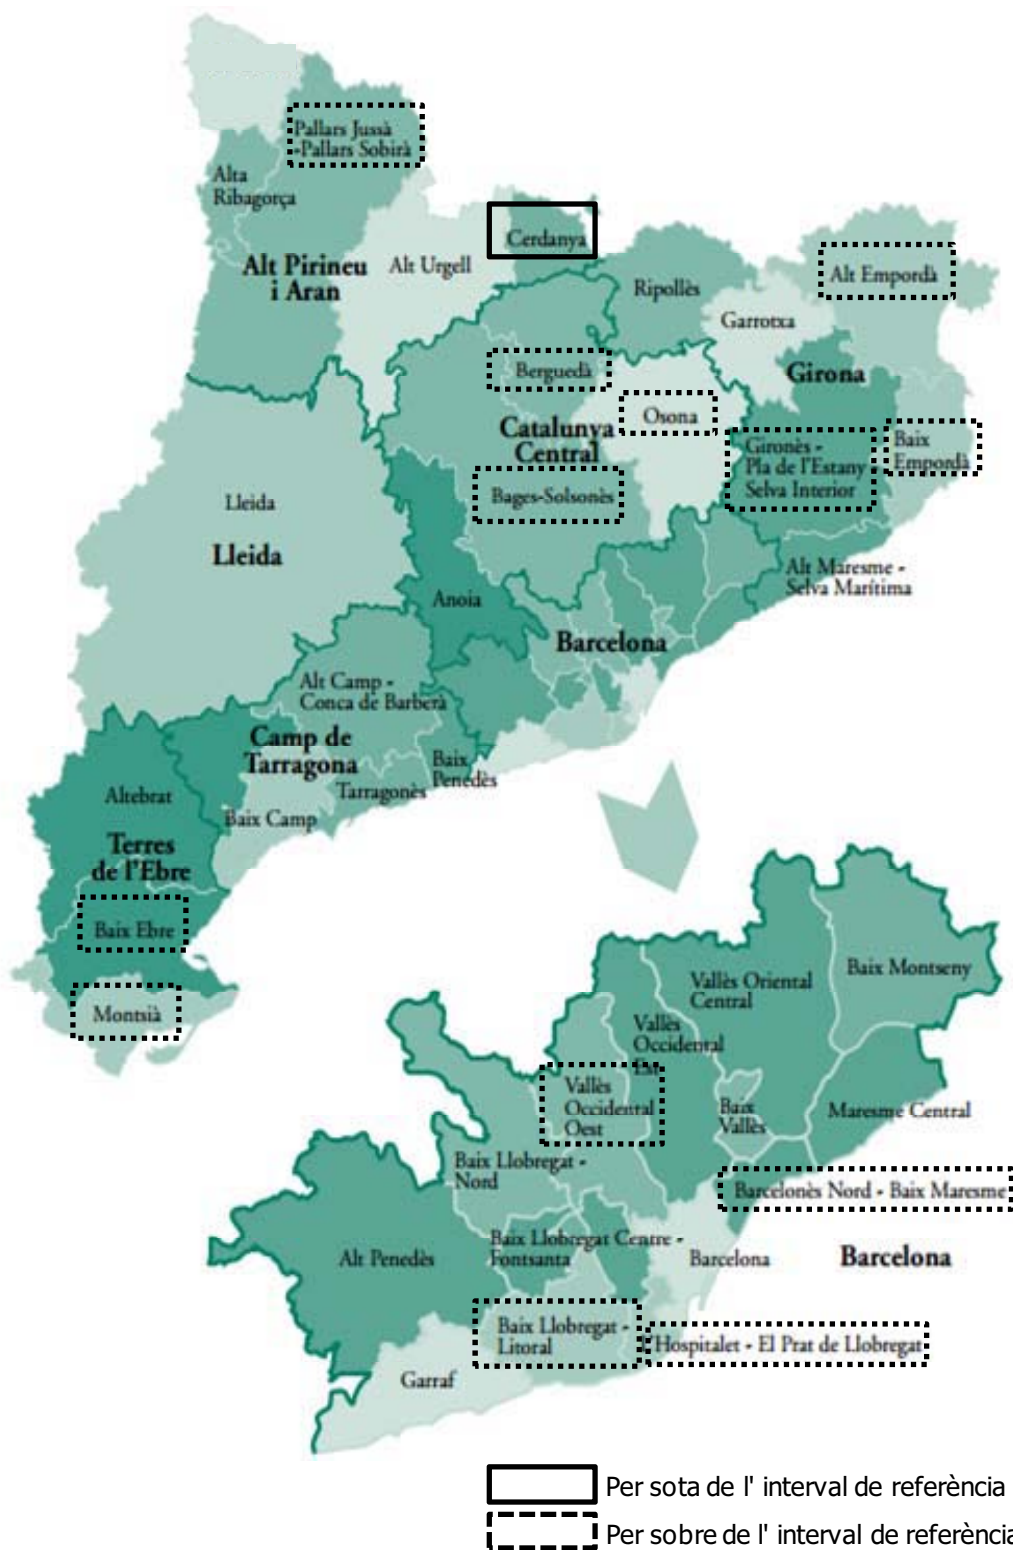 Pallars Jussà
-Pallars Sobirà
Alta
Ribagorça
Cerdanya
Alt Urgell
Alt Pirineu
i Aran
Ripollès
Alt Empordà
Garrotxa
Berguedà
Girona
Osona
Catalunya
Central
Gironès -
Pla de l'Estany
Selva Interior
Baix
Empordà
Bages-Solsonès
Lleida
Lleida
Alt Maresme -
Selva Marítima
Anoia
Barcelona
Alt Camp -
Conca de Barberà
Camp de
Tarragona
Baix
Penedès
Tarragonès
Baix Camp
Altebrat
Terres
de l'Ebre
Baix Ebre
Montsià
Baix Montseny
Vallès Oriental
Central
Vallès
Occidental
Est
Vallès
Occidental
Oest
Baix
Vallès
Maresme Central
Baix Llobregat -
Nord
Barcelonès Nord - Baix Maresme
Baix Llobregat Centre -
Fontsanta
Alt Penedès
Barcelona
Barcelona
Baix Llobregat -
Litoral
'Hospitalet - El Prat de Llobregat
Garraf
Per sota de l' interval de referència
Per sobre de l' interval de referència